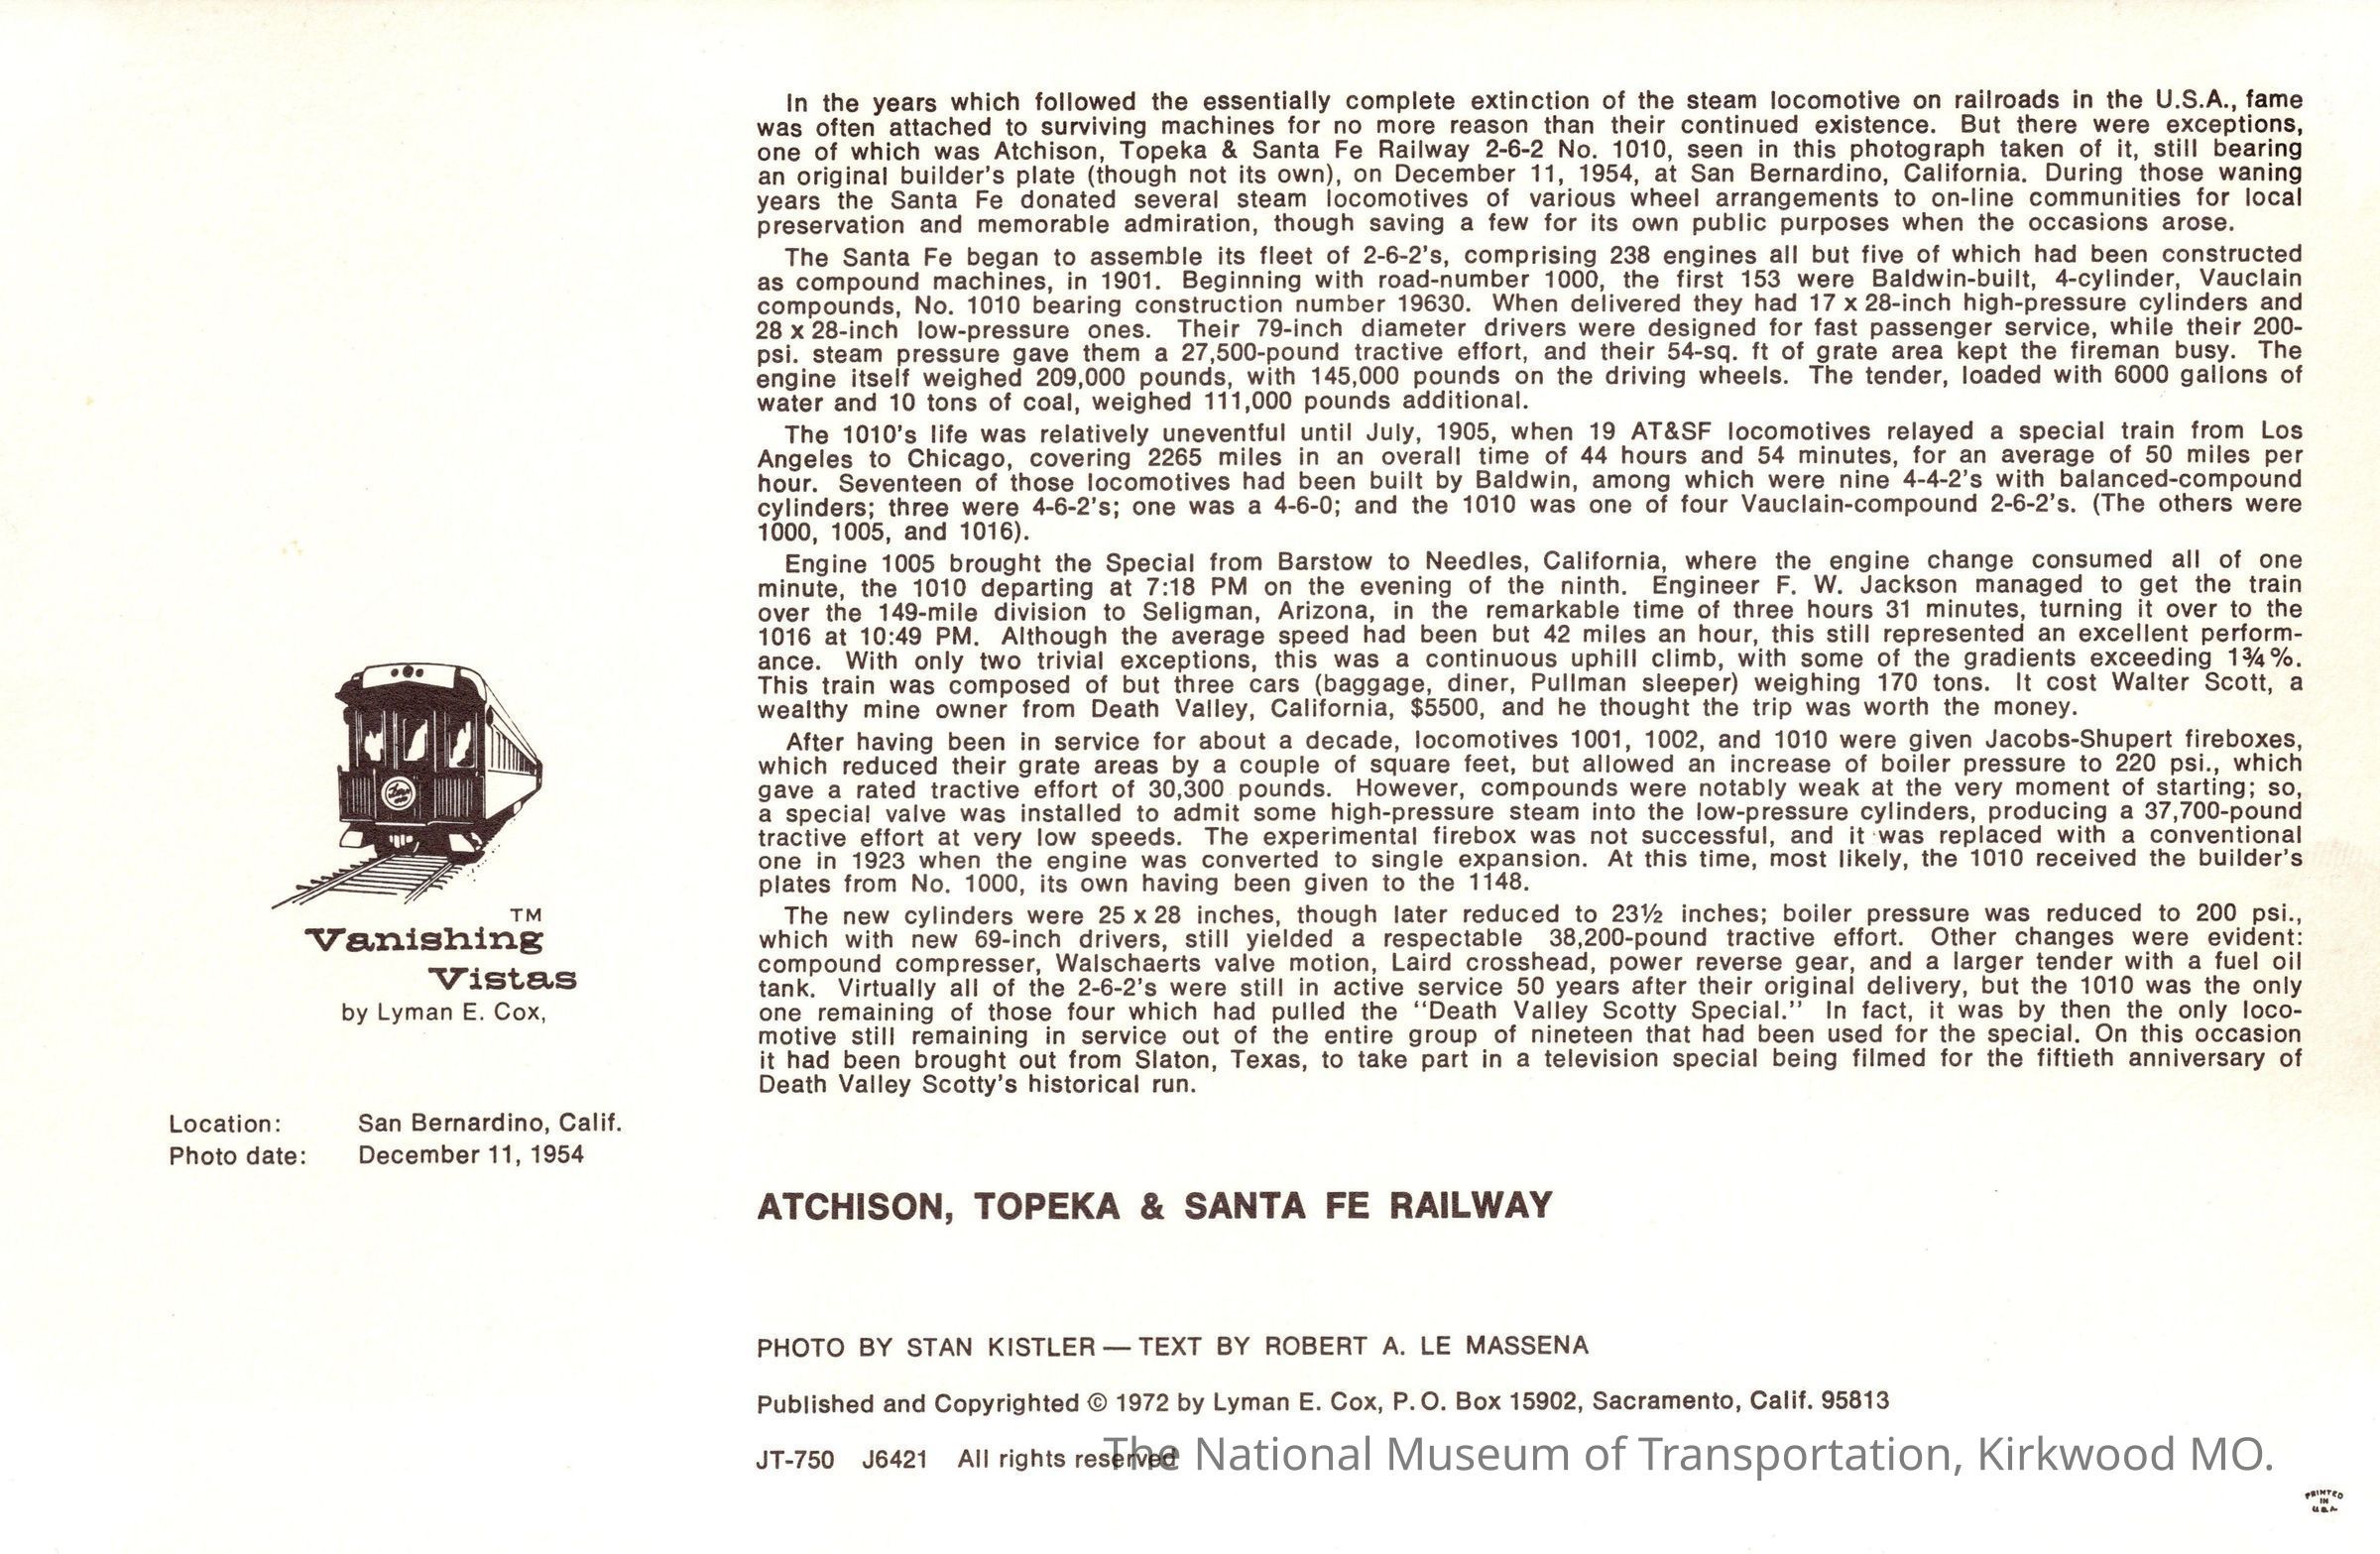 In the years which followed the essentially complete extinction of the steam locomotive on railroads in the U.S.A., fame
was often attached to surviving machines for no more reason than their continued existence. But there were exceptions,
one of which was Atchison, Topeka & Santa Fe Railway 2-6-2 No. 1010, seen in this photograph taken of it, still bearing
an original builder's plate (though not its own), on December 11, 1954, at San Bernardino, California. During those waning
years the Santa Fe donated several steam locomotives of various wheel arrangements to on-line communities for local
preservation and memorable admiration, though saving a few for its own public purposes when the occasions arose.
The Santa Fe began to assemble its fleet of 2-6-2's, comprising 238 engines all but five of which had been constructed
as compound machines, in 1901. Beginning with road-number 1000, the first 153 were Baldwin-built, 4-cylinder, Vauclain
compounds, No. 1010 bearing construction number 19630. When delivered they had 17 x 28-inch high-pressure cylinders and
28 x 28-inch low-pressure ones. Their 79-inch diameter drivers were designed for fast passenger service, while their 200-
psi. steam pressure gave them a 27,500-pound tractive effort, and their 54-sq. ft of grate area kept the fireman busy. The
engine itself weighed 209,000 pounds, with 145,000 pounds on the driving wheels. The tender, loaded with 6000 gallons of
water and 10 tons of coal, weighed 111,000 pounds additional.
The 1010's life was relatively uneventful until July, 1905, when 19 AT&SF locomotives relayed a special train from Los
Angeles to Chicago, covering 2265 miles in an overall time of 44 hours and 54 minutes, for an average of 50 miles per
hour. Seventeen of those locomotives had been built by Baldwin, among which were nine 4-4-2's with balanced-compound
cylinders; three were 4-6-2's; one was a 4-6-0; and the 1010 was one of four Vauclain-compound 2-6-2's. (The others were
1000, 1005, and 1016).
Engine 1005 brought the Special from Barstow to Needles, California, where the engine change consumed all of one
minute, the 1010 departing at 7:18 PM on the evening of the ninth. Engineer F. W. Jackson managed to get the train
over the 149-mile division to Seligman, Arizona, in the remarkable time of three hours 31 minutes, turning it over to the
1016 at 10:49 PM. Although the average speed had been but 42 miles an hour, this still represented an excellent perform-
ance. With only two trivial exceptions, this was a continuous uphill climb, with some of the gradients exceeding 1¾%.
This train was composed of but three cars (baggage, diner, Pullman sleeper) weighing 170 tons. It cost Walter Scott, a
wealthy mine owner from Death Valley, California, $5500, and he thought the trip was worth the money.
After having been in service for about a decade, locomotives 1001, 1002, and 1010 were given Jacobs-Shupert fireboxes,
which reduced their grate areas by a couple of square feet, but allowed an increase of boiler pressure to 220 psi., which
gave a rated tractive effort of 30,300 pounds. However, compounds were notably weak at the very moment of starting; so,
a special valve was installed to admit some high-pressure steam into the low-pressure cylinders, producing a 37,700-pound
tractive effort at very low speeds. The experimental firebox was not successful, and it was replaced with a conventional
one in 1923 when the engine was converted to single expansion. At this time, most likely, the 1010 received the builder's
plates from No. 1000, its own having been given to the 1148.
The new cylinders were 25 x 28 inches, though later reduced to 23½ inches; boiler pressure was reduced to 200 psi.,
which with new 69-inch drivers, still yielded a respectable 38,200-pound tractive effort. Other changes were evident:
compound compresser, Walschaerts valve motion, Laird crosshead, power reverse gear, and a larger tender with a fuel oil
tank. Virtually all of the 2-6-2's were still in active service 50 years after their original delivery, but the 1010 was the only
one remaining of those four which had pulled the "Death Valley Scotty Special." In fact, it was by then the only loco-
motive still remaining in service out of the entire group of nineteen that had been used for the special. On this occasion
it had been brought out from Slaton, Texas, to take part in a television special being filmed for the fiftieth anniversary of
Death Valley Scotty's historical run.
TM
Vanishing
Vistas
by Lyman E. Cox,
Location: San Bernardino, Calif.
Photo date: December 11, 1954
ATCHISON, TOPEKA & SANTA FE RAILWAY
PHOTO BY STAN KISTLER — TEXT BY ROBERT A. LE MASSENA
Published and Copyrighted © 1972 by Lyman E. Cox, P. O. Box 15902, Sacramento, Calif. 95813
JT-750 J6421 All rights reserved
The National Museum of Transportation, Kirkwood MO.
PRINTED
IN
U.S.A.